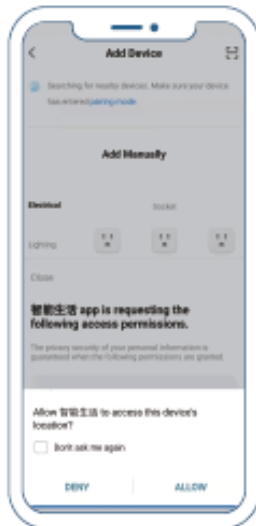 Add Device
Searching for nearby devices. Make sure your device
has entered pairing mode
Add Manually
Electrical
Socket
Lighting
Close
智能生活 app is requesting the
following access permissions.
The privacy security of your personal information is
guaranteed when the following permissions are granted.
Allow 智能生活 to access this device's
location?
Don't ask me again
DENY ALLOW